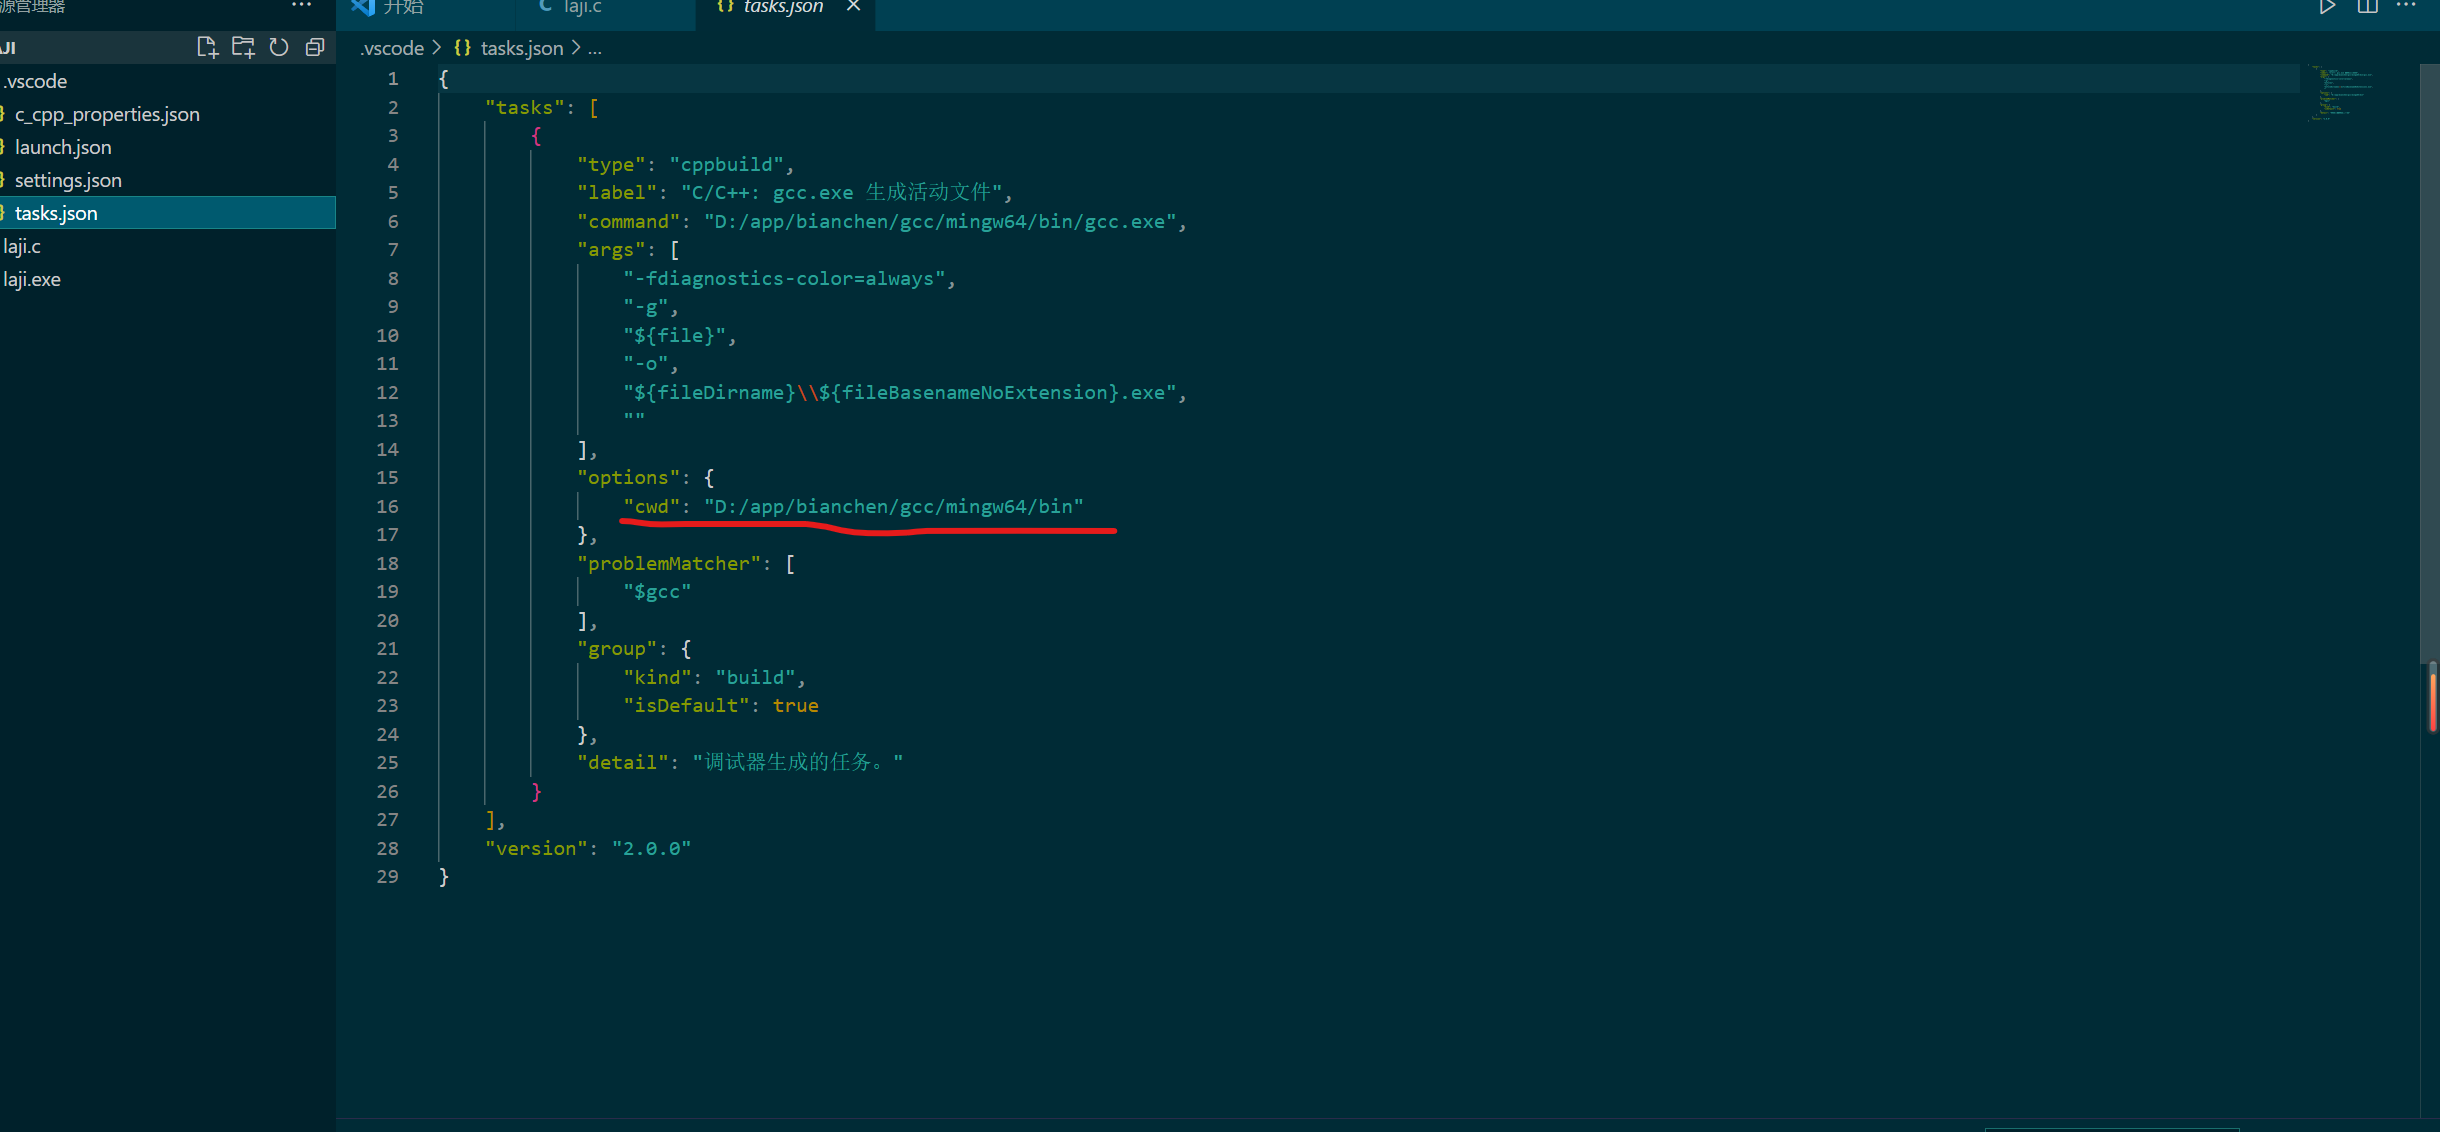 源管理器
开始
laji.c
tasks.json
AJI
.vscode > {} tasks.json > ...
.vscode
c_cpp_properties.json
launch.json
settings.json
tasks.json
laji.c
laji.exe
1 {
2 "tasks": [
3 {
4 "type": "cppbuild",
5 "label": "C/C++: gcc.exe 生成活动文件",
6 "command": "D:/app/bianchen/gcc/mingw64/bin/gcc.exe",
7 "args": [
8 "-fdiagnostics-color=always",
9 "-g",
10 "${file}",
11 "-o",
12 "${fileDirname}\\${fileBasenameNoExtension}.exe",
13 ""
14 ],
15 "options": {
16 "cwd": "D:/app/bianchen/gcc/mingw64/bin"
17 },
18 "problemMatcher": [
19 "$gcc"
20 ],
21 "group": {
22 "kind": "build",
23 "isDefault": true
24 },
25 "detail": "调试器生成的任务。"
26 }
27 ],
28 "version": "2.0.0"
29 }